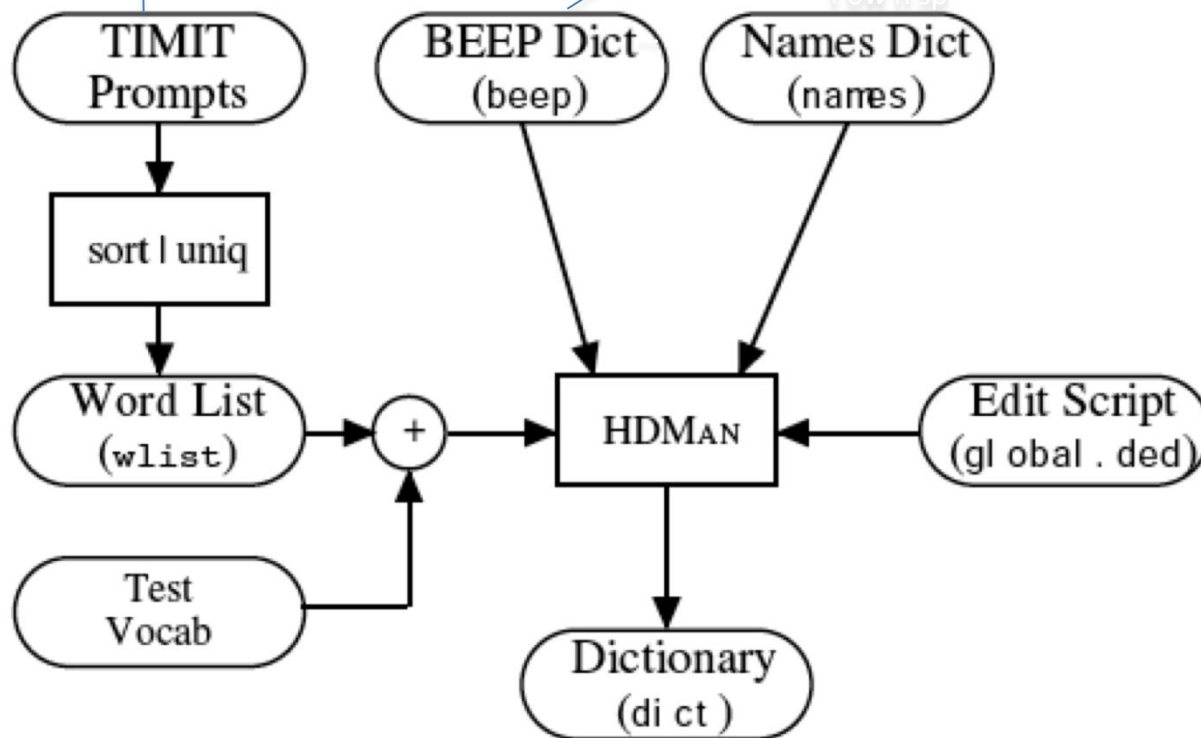 TIMIT
Prompts
BEEP Dict
(beep)
Names Dict
(names)
sort | uniq
Word List
(wlist)
+
HDMAN
Edit Script
(gl obal . ded)
Test
Vocab
Dictionary
(di ct )